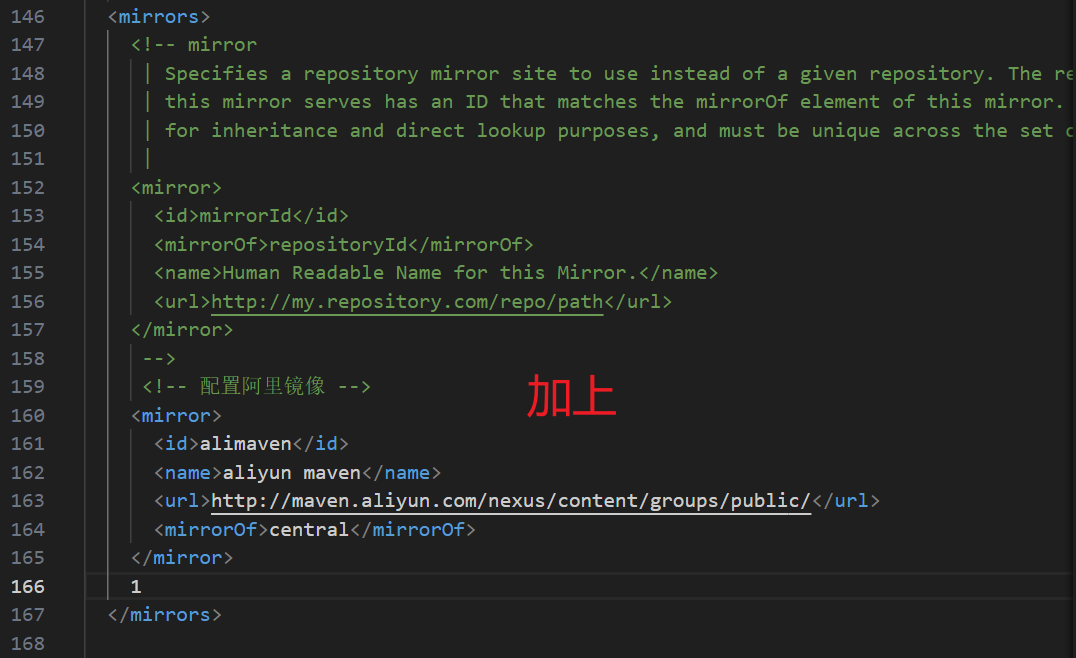 146 <mirrors>
147 <!-- mirror
148 | Specifies a repository mirror site to use instead of a given repository. The re
149 | this mirror serves has an ID that matches the mirrorOf element of this mirror.
150 | for inheritance and direct lookup purposes, and must be unique across the set o
151 |
152 <mirror>
153 <id>mirrorId</id>
154 <mirrorOf>repositoryId</mirrorOf>
155 <name>Human Readable Name for this Mirror.</name>
156 <url>http://my.repository.com/repo/path</url>
157 </mirror>
158 -->
159 <!-- 配置阿里镜像 -->
加上
160 <mirror>
161 <id>alimaven</id>
162 <name>aliyun maven</name>
163 <url>http://maven.aliyun.com/nexus/content/groups/public/</url>
164 <mirrorOf>central</mirrorOf>
165 </mirror>
166 1
167 </mirrors>
168